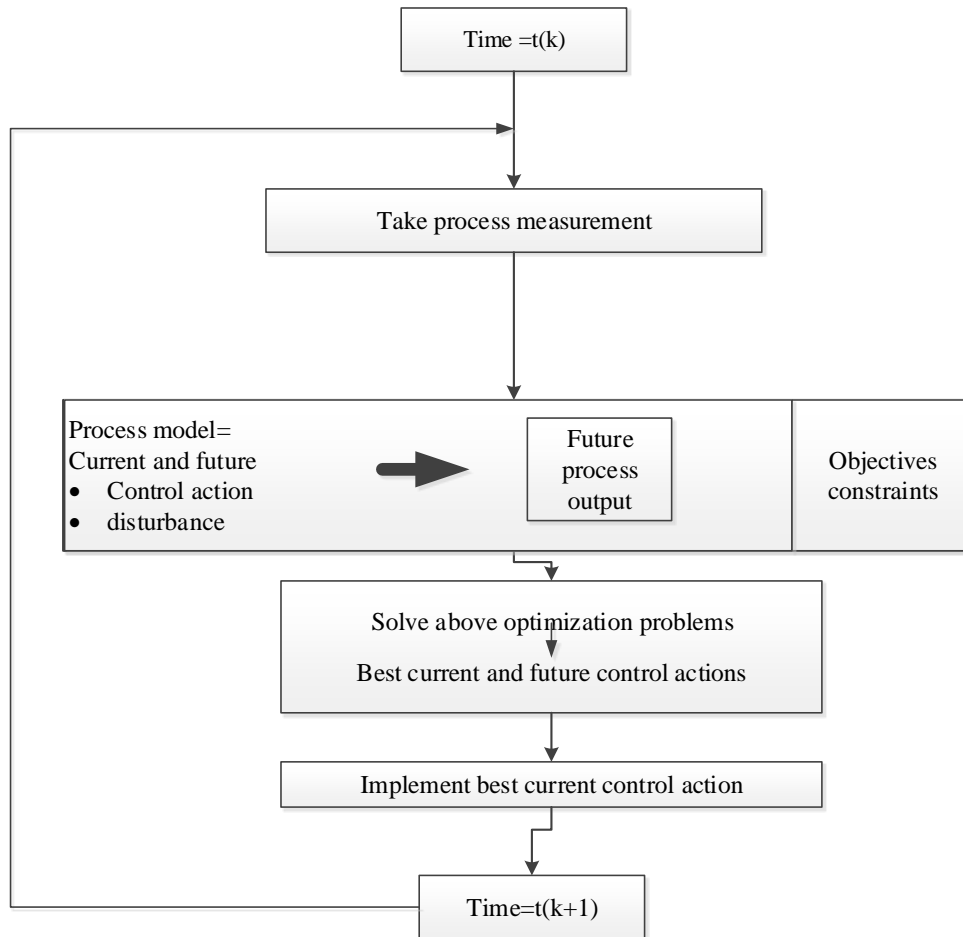 Time =t(k)
Take process measurement
Process model=
Current and future
• Control action
• disturbance
Future
process
output
Objectives
constraints
Solve above optimization problems
Best current and future control actions
Implement best current control action
Time=t(k+1)